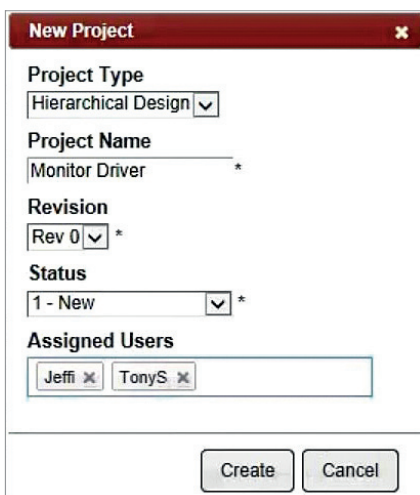 New Project
Project Type
Hierarchical Design
Project Name
Monitor Driver *
Revision
Rev 0 *
Status
1 - New *
Assigned Users
Jeffi TonyS
Create Cancel